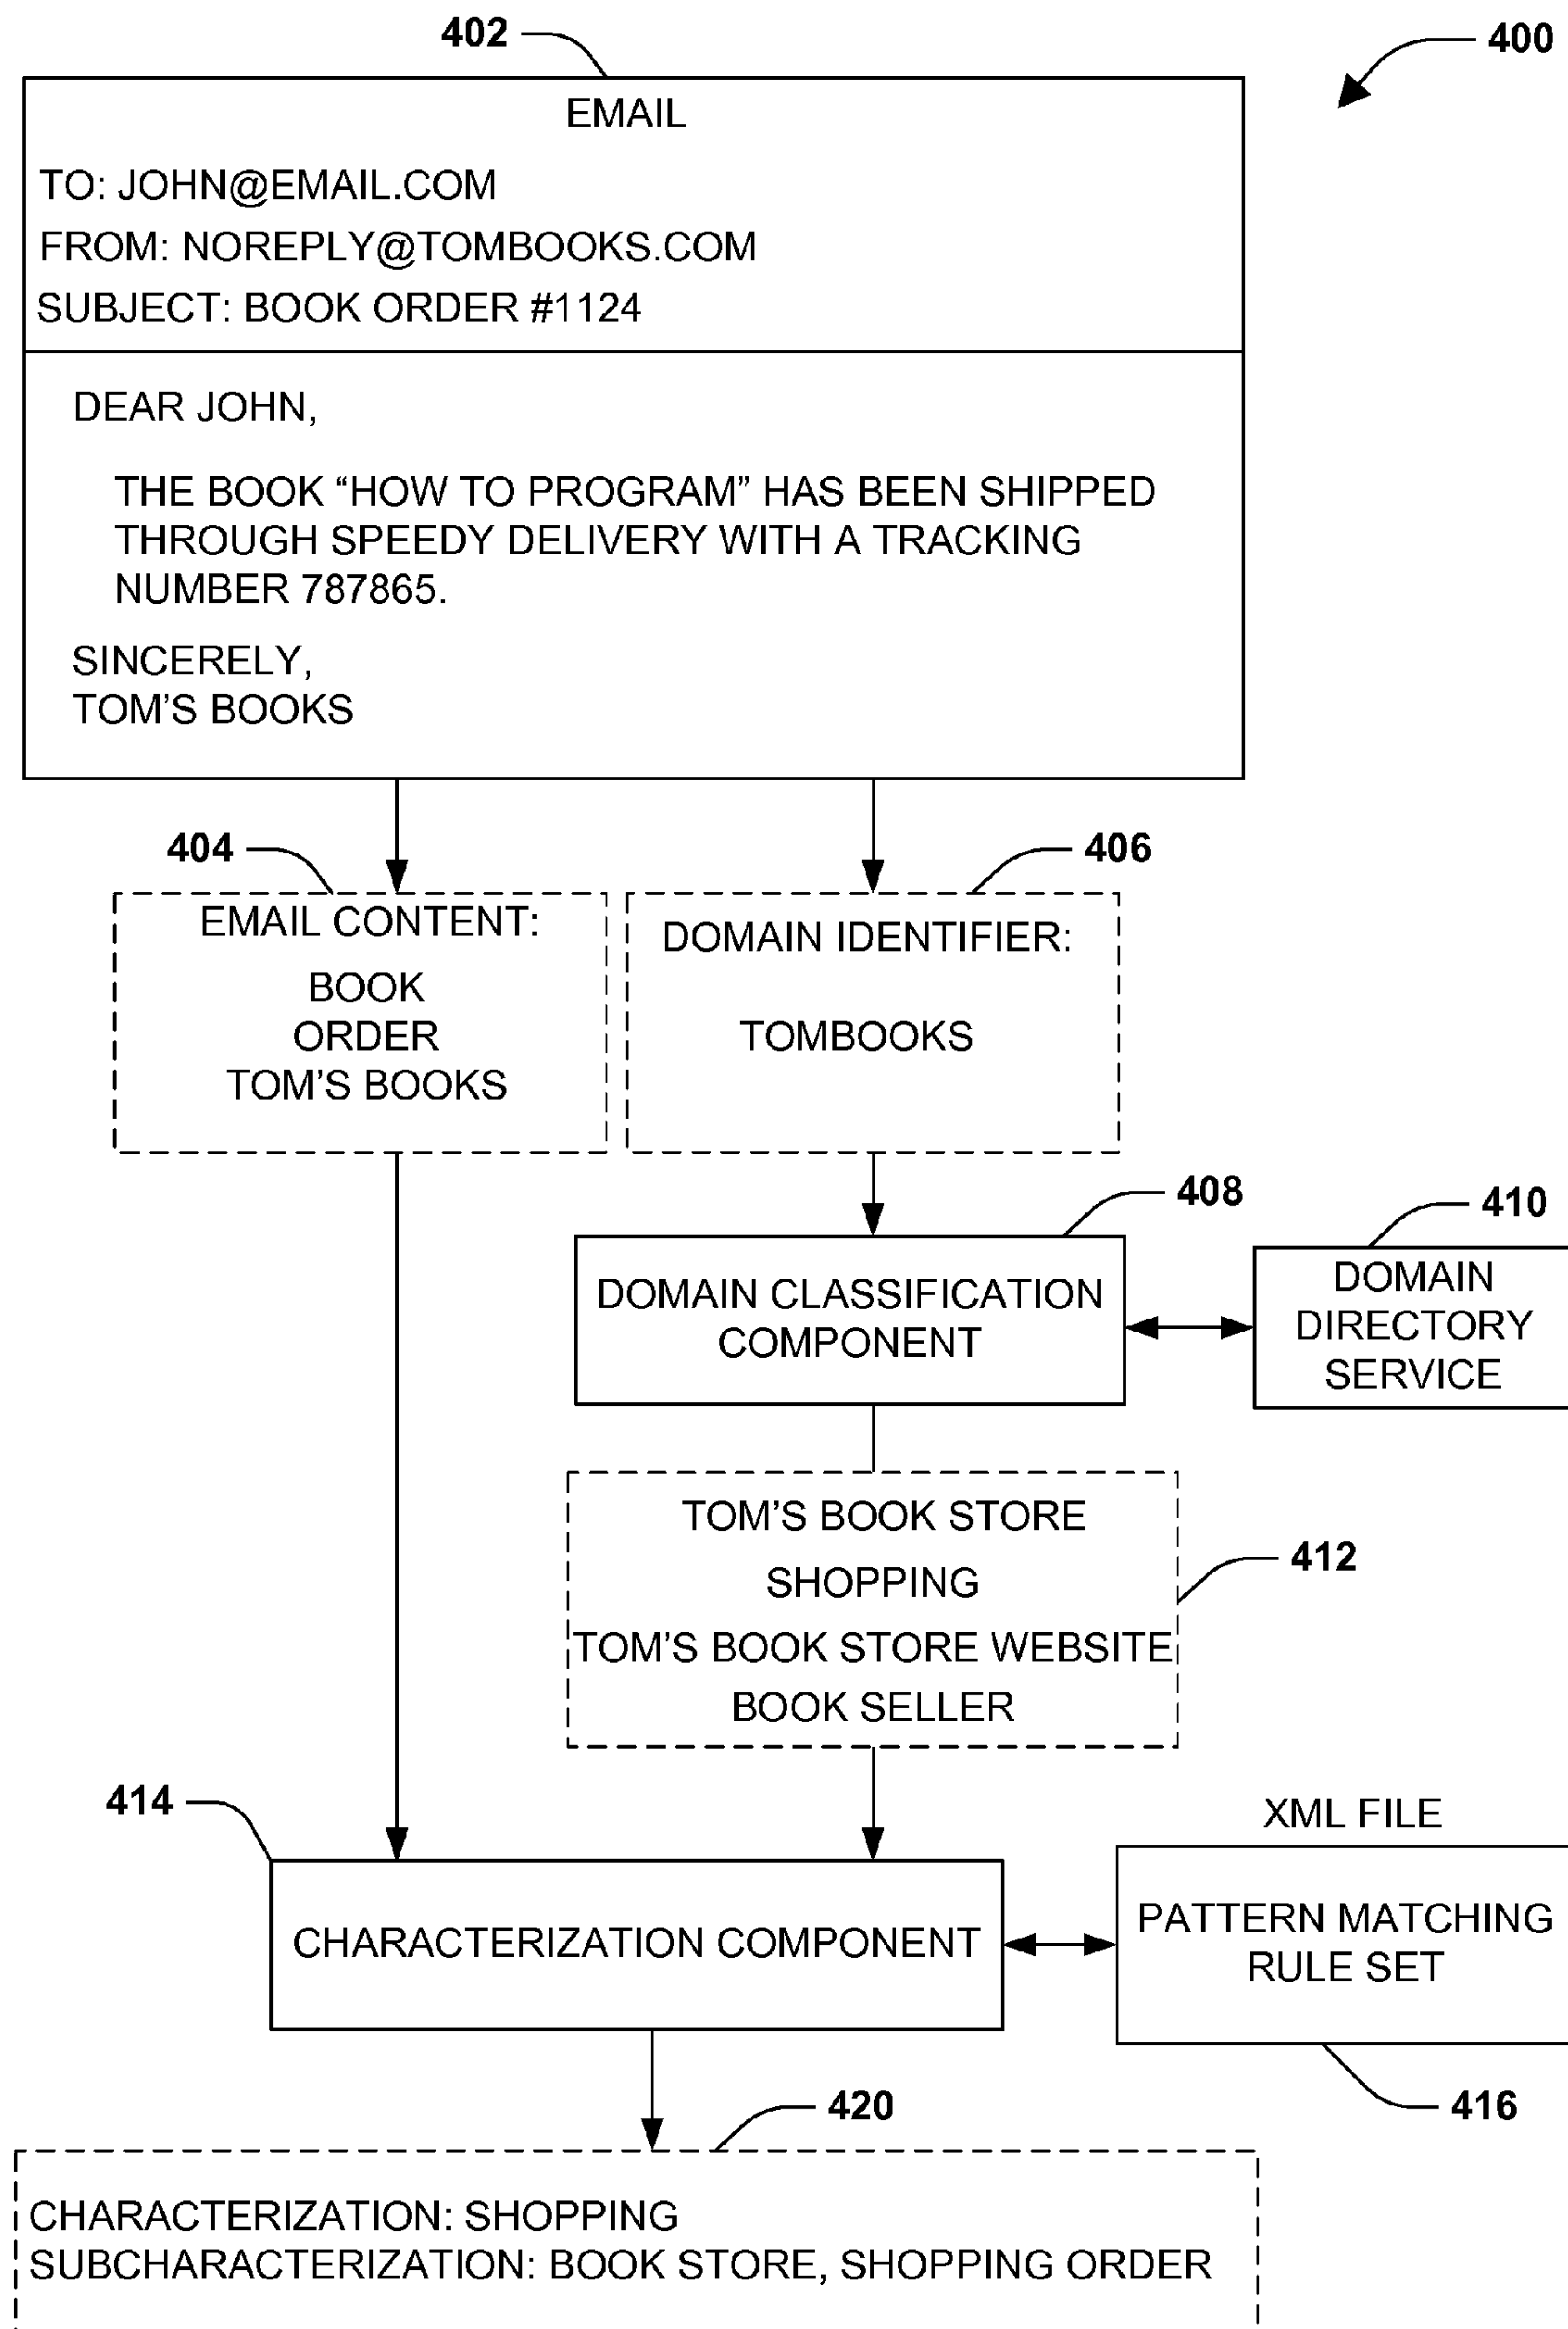 402
400
EMAIL
TO: JOHN@EMAIL.COM
FROM: NOREPLY@TOMBOOKS.COM
SUBJECT: BOOK ORDER #1124
DEAR JOHN,
THE BOOK “HOW TO PROGRAM” HAS BEEN SHIPPED
THROUGH SPEEDY DELIVERY WITH A TRACKING
NUMBER 787865.
SINCERELY,
TOM’S BOOKS
404
406
EMAIL CONTENT:
BOOK
ORDER
TOM’S BOOKS
DOMAIN IDENTIFIER:
TOMBOOKS
408
410
DOMAIN CLASSIFICATION
COMPONENT
DOMAIN
DIRECTORY
SERVICE
TOM’S BOOK STORE
SHOPPING
TOM’S BOOK STORE WEBSITE
BOOK SELLER
412
414
XML FILE
CHARACTERIZATION COMPONENT
PATTERN MATCHING
RULE SET
420
416
CHARACTERIZATION: SHOPPING
SUBCHARACTERIZATION: BOOK STORE, SHOPPING ORDER